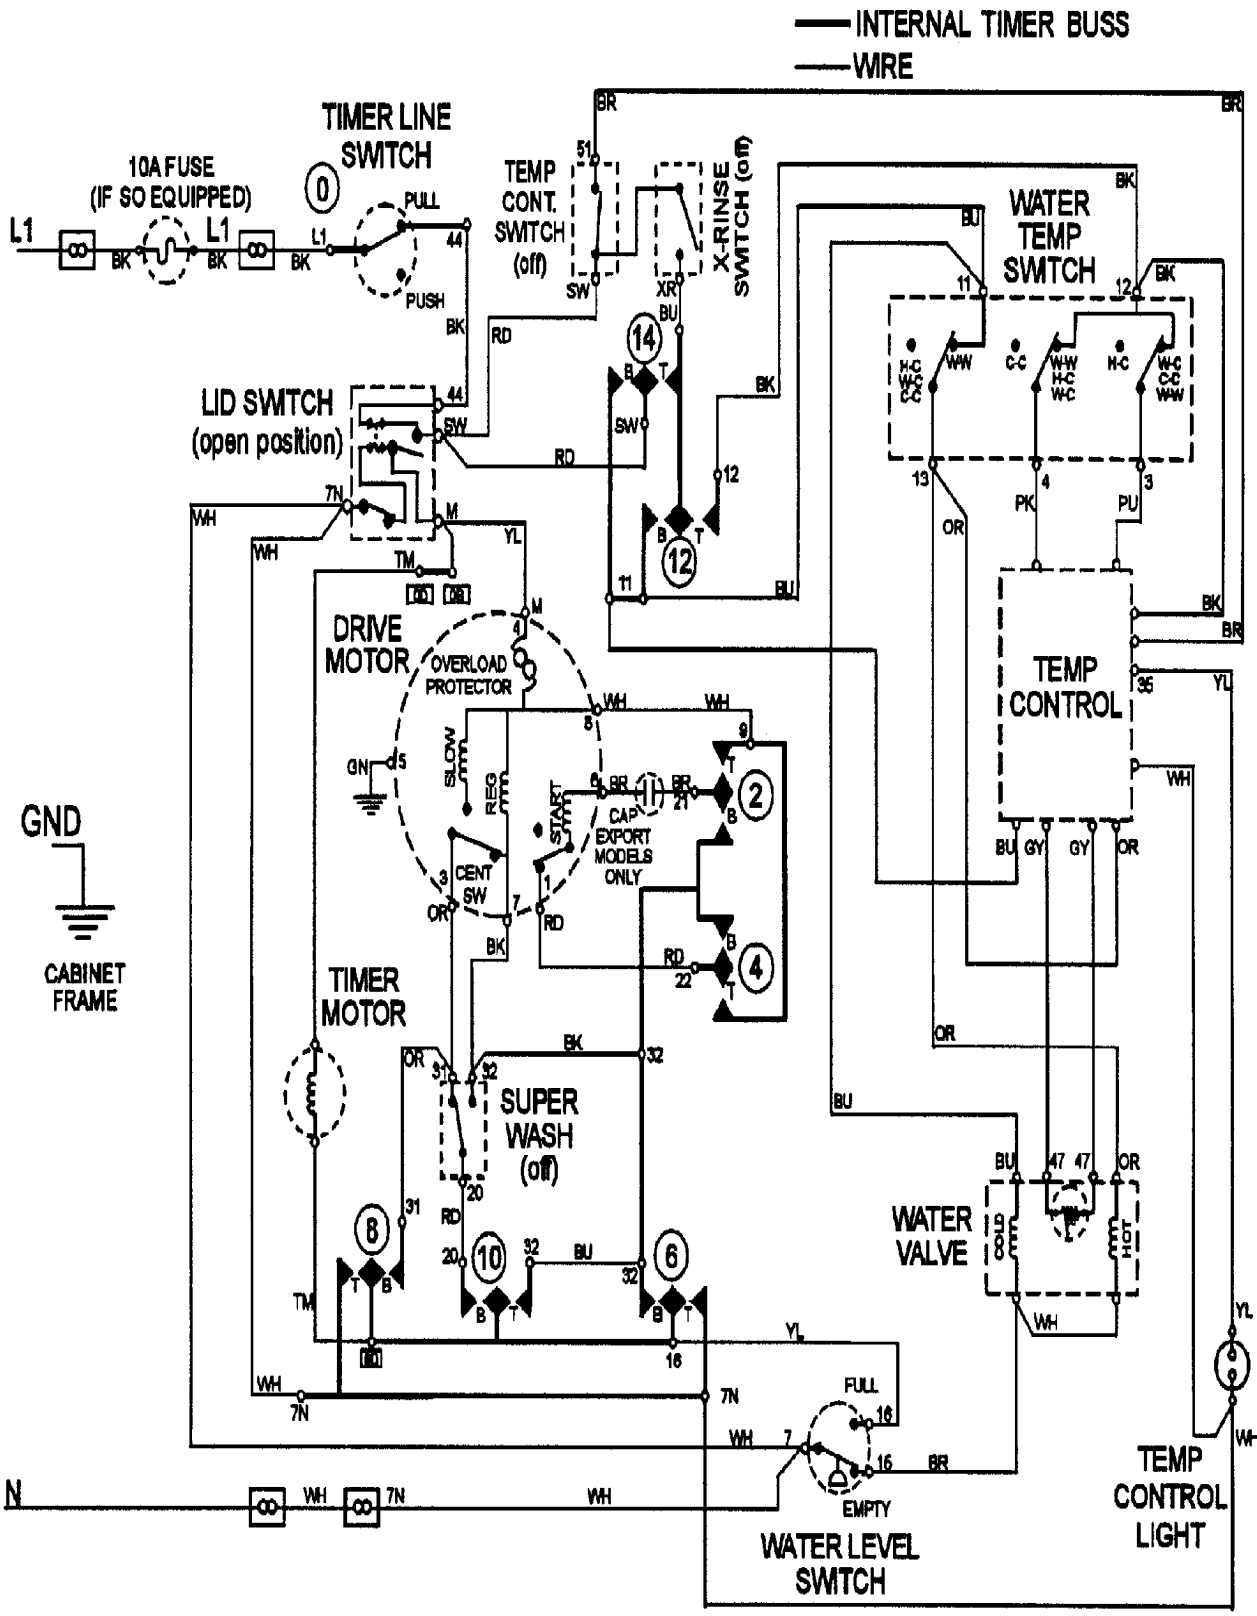 INTERNAL TIMER BUSS
WIRE
BR
BR
TIMER LINE
SWITCH
0
10A FUSE
(IF SO EQUIPPED)
PULL
PUSH
L1
L1
L1
BK
BK
BK
44
BK
51
TEMP
CONT.
SWITCH
(off)
SW
X-RINSE
SWITCH (off)
XR
BU
RD
BK
BU
WATER
TEMP
SWITCH
11
12
BK
H-C
W-C
C-C
W-W
C-C
W-W
H-C
W-C
H-C
W-C
C-C
W-W
13
4
3
OR
PK
PU
14
B
T
SW
BK
12
B
T
12
11
BU
LID SWITCH
(open position)
44
SW
RD
7N
M
YL
WH
WH
TM
M
4
DRIVE
MOTOR
OVERLOAD
PROTECTOR
SLOW
REG
START
GN
5
WH
WH
9
6
BR
BR
21
CAP
EXPORT
MODELS
ONLY
T
2
B
B
4
T
RD
22
3
CENT
SW
1
7
OR
BK
RD
BK
BR
35
YL
TEMP
CONTROL
WH
BU
GY
GY
OR
GND
CABINET
FRAME
TIMER
MOTOR
OR
31
32
BK
32
SUPER
WASH
(off)
20
RD
OR
BU
BU
47
47
OR
WATER
VALVE
COLD
HOT
WH
8
T
B
31
20
10
B
T
32
BU
32
6
B
T
TM
16
YL
WH
7N
7N
FULL
16
WH
7
16
BR
EMPTY
WATER LEVEL
SWITCH
YL
WH
TEMP
CONTROL
LIGHT
N
WH
7N
WH